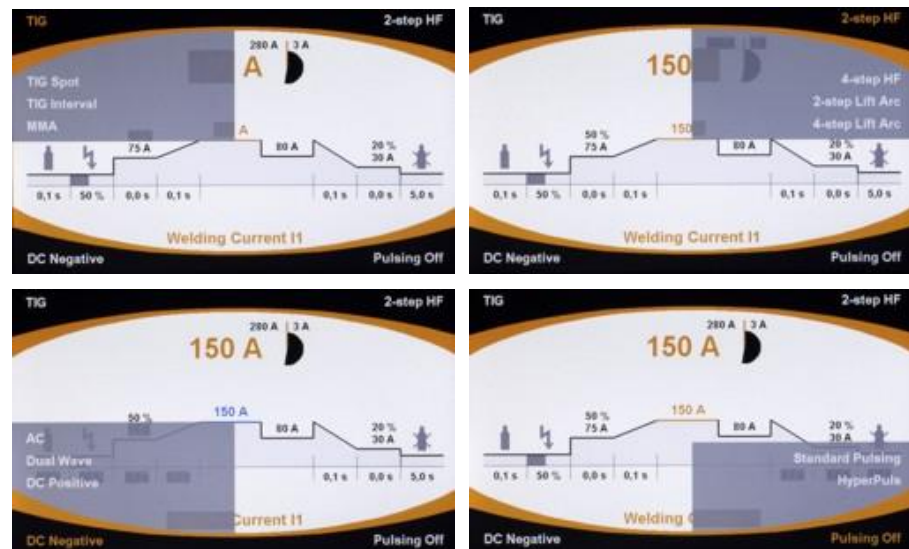 TIG 2-step HF
280 A 3 A
A
TIG Spot
TIG Interval
MMA
A
75 A 80 A 20 %
30 A
0,1 s 50 % 0,0 s 0,1 s 0,1 s 0,0 s 5,0 s
Welding Current I1
DC Negative Pulsing Off
TIG 2-step HF
150
4-step HF
2-step Lift Arc
4-step Lift Arc
150
50 %
75 A 80 A 20 %
30 A
0,1 s 50 % 0,0 s 0,1 s 0,1 s 0,0 s 5,0 s
Welding Current I1
DC Negative Pulsing Off
TIG 2-step HF
280 A 3 A
150 A
150 A
50 %
80 A 20 %
30 A
AC
Dual Wave
DC Positive
0,1 s 0,0 s 5,0 s
Current I1
DC Negative Pulsing Off
TIG 2-step HF
280 A 3 A
150 A
150 A
50 %
75 A 80 A 20 %
30 A
Standard Pulsing
HyperPuls
0,1 s 50 % 0,0 s 0,1 s
Welding
DC Negative Pulsing Off